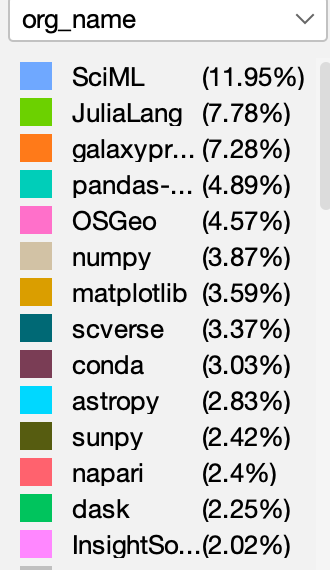 org_name
SciML (11.95%)
JuliaLang (7.78%)
galaxypr... (7.28%)
pandas-... (4.89%)
OSGeo (4.57%)
numpy (3.87%)
matplotlib (3.59%)
scverse (3.37%)
conda (3.03%)
astropy (2.83%)
sunpy (2.42%)
napari (2.4%)
dask (2.25%)
InsightSo... (2.02%)